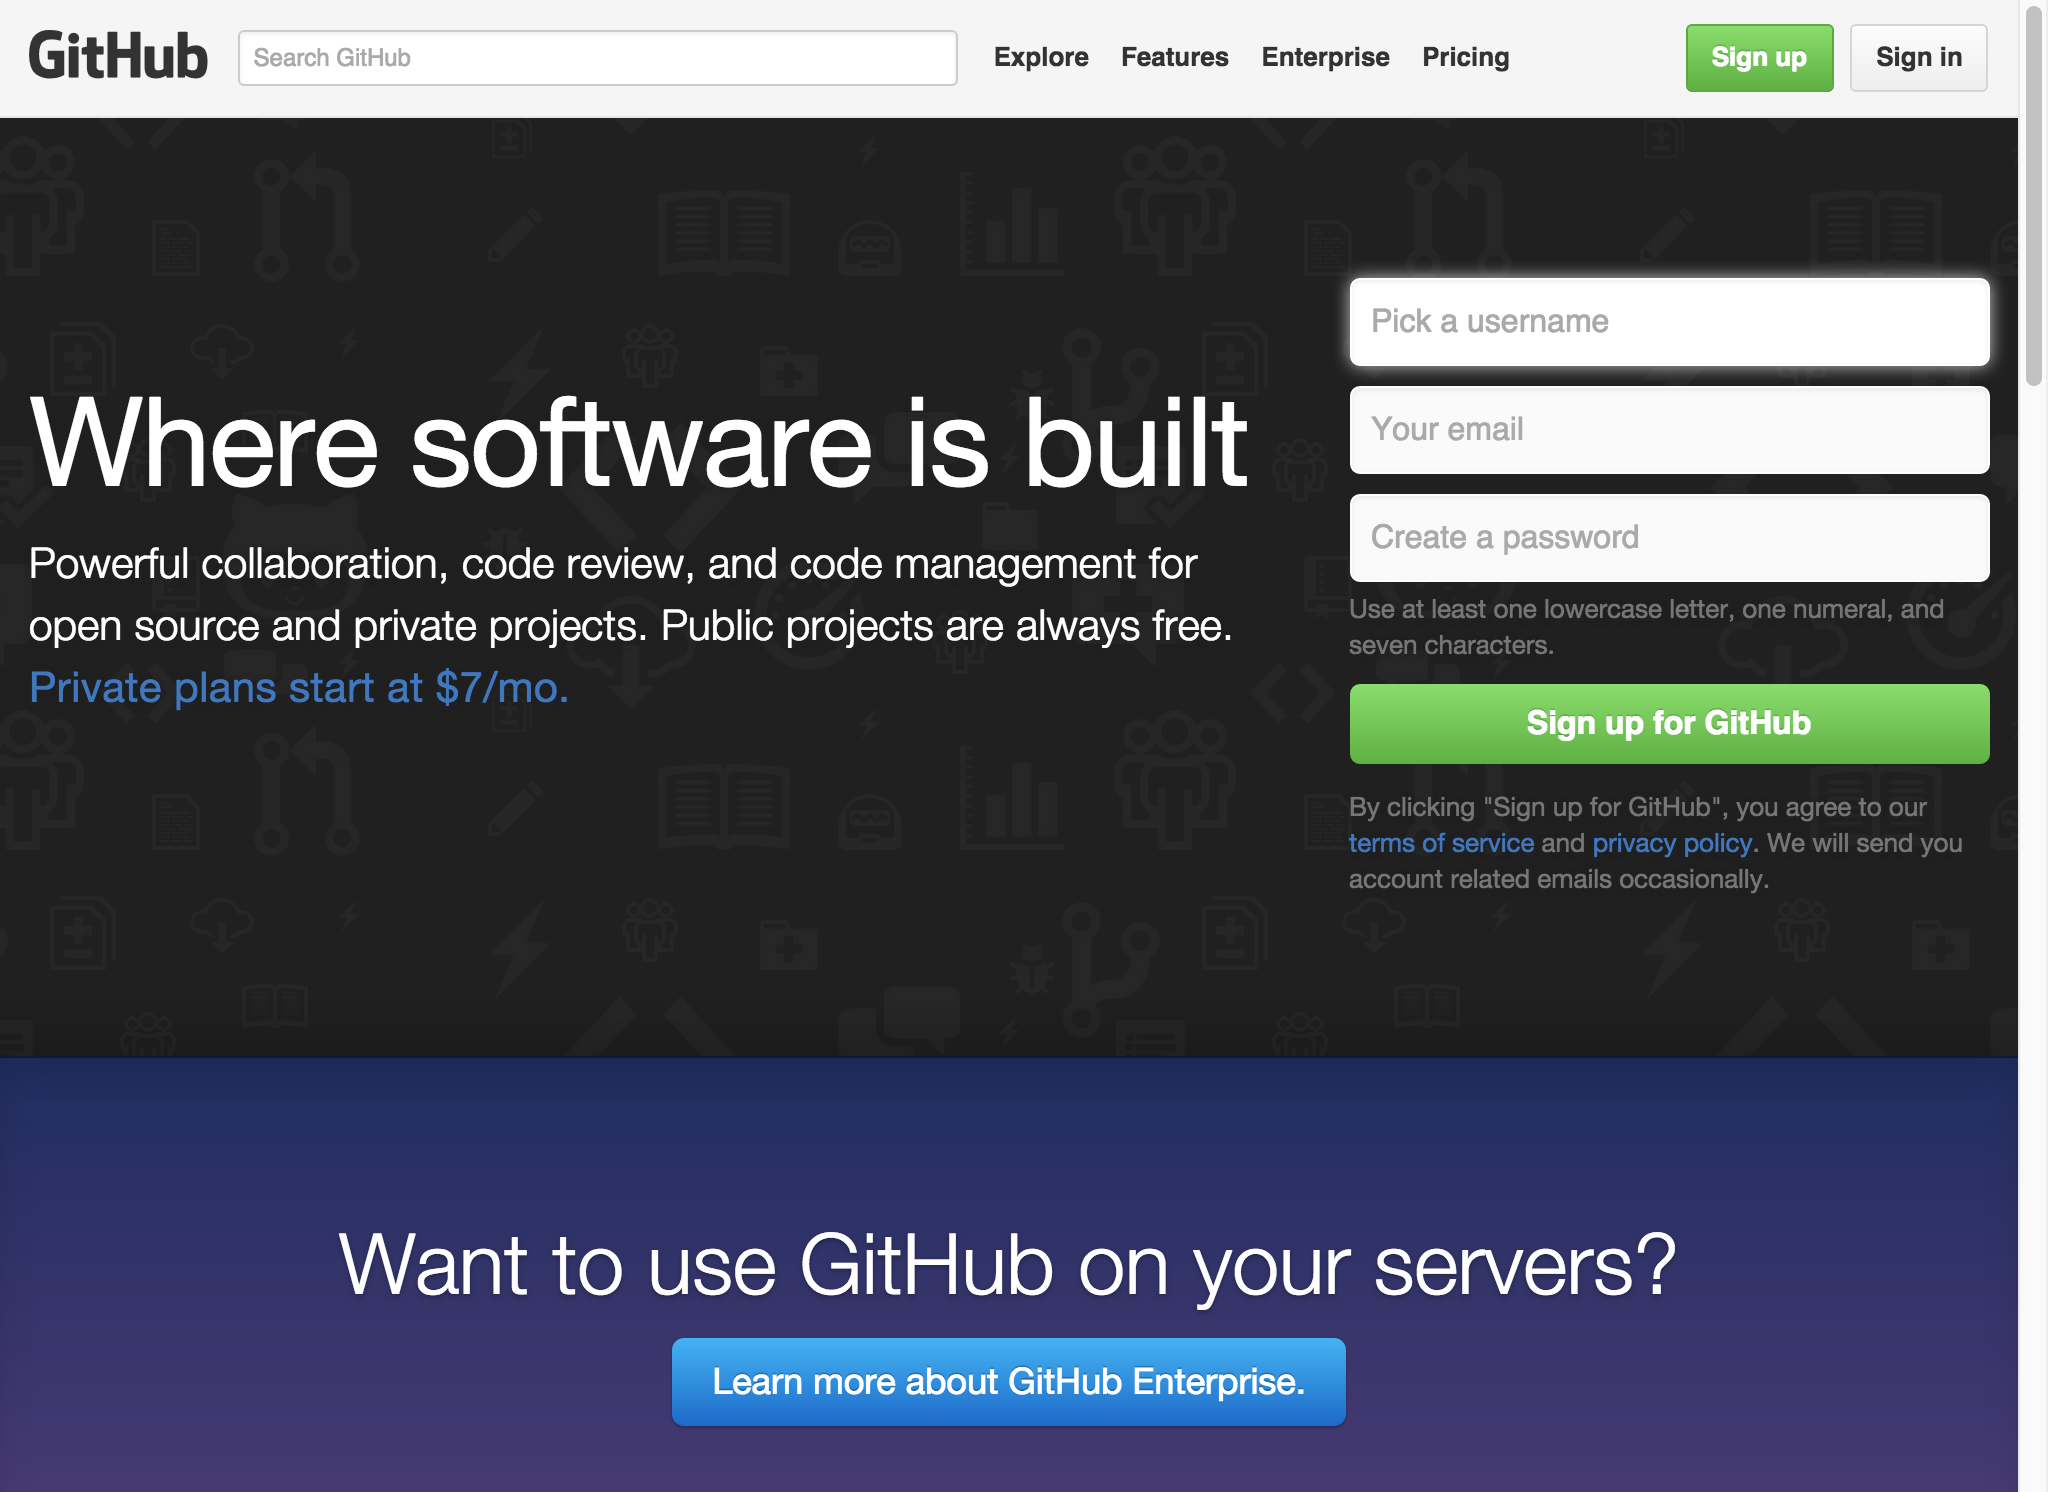 GitHub
Search GitHub
Explore
Features
Enterprise
Pricing
Sign up
Sign in
Where software is built
Powerful collaboration, code review, and code management for
open source and private projects. Public projects are always free.
Private plans start at $7/mo.
Pick a username
Your email
Create a password
Use at least one lowercase letter, one numeral, and
seven characters.
Sign up for GitHub
By clicking "Sign up for GitHub", you agree to our
terms of service and privacy policy. We will send you
account related emails occasionally.
Want to use GitHub on your servers?
Learn more about GitHub Enterprise.